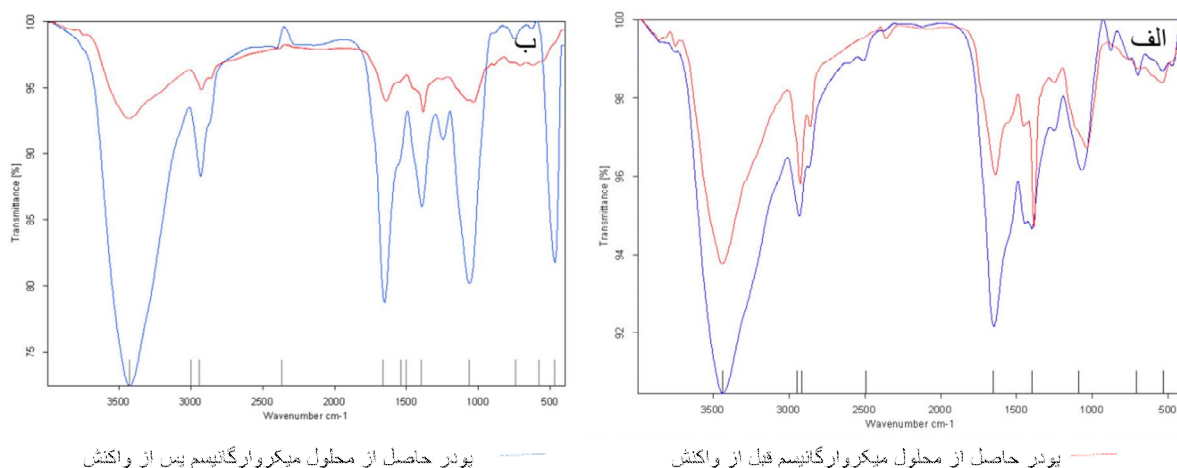 ب
100
95
90
85
80
75
Transmittance [%]
3500 3000 2500 2000 1500 1000 500
Wavenumber cm-1
الف
100
98
96
94
92
Transmittance [%]
3500 3000 2500 2000 1500 1000 500
Wavenumber cm-1
پودر حاصل از محلول میکروارگانیسم قبل از واکنش
پودر حاصل از محلول میکروارگانیسم پس از واکنش